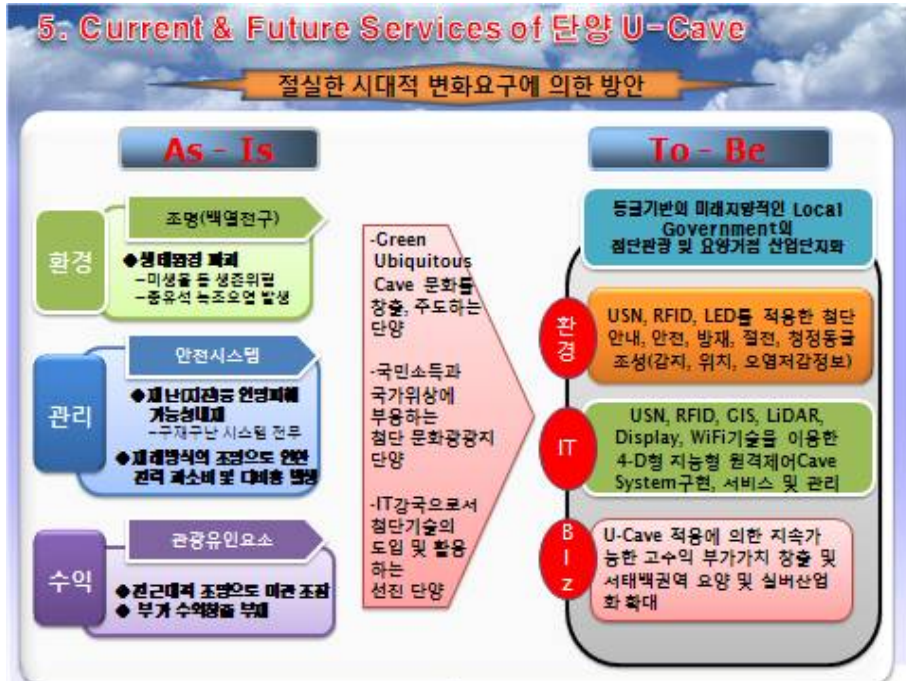 5. Current & Future Services of 단양 U-Cave
절실한 시대적 변화요구에 의한 방안
As - Is
환경
조명(백열전구)
◆생태환경 파괴
-미생물 등 생존위협
-종유석 녹조오염 발생
관리
안전시스템
◆재난(지진)등 인명피해
가능성내재
-구재구난 시스템 전무
◆재래방식의 조명으로 인한
전력 과소비 및 다비용 발생
수익
관광유인요소
◆전근대적 조명으로 미관 조잡
◆부가 수익창출 부재
-Green
Ubiquitous
Cave 문화를
창출, 주도하는
단양
-국민소득과
국가위상에
부응하는
첨단 문화광광지
단양
-IT강국으로서
첨단기술의
도입 및 활용
하는
선진 단양
To - Be
동굴기반의 미래지향적인 Local
Government의
첨단관광 및 요양거점 산업단지화
환
경
USN, RFID, LED를 적용한 첨단
안내, 안전, 방재, 절전, 청정동굴
조성(감지, 위치, 오염저감정보)
IT
USN, RFID, GIS, LiDAR,
Display, WiFi기술을 이용한
4-D형 지능형 원격제어Cave
System구현, 서비스 및 관리
B
I
z
U-Cave 적용에 의한 지속가
능한 고수익 부가가치 창출 및
서태백권역 요양 및 실버산업
화 확대